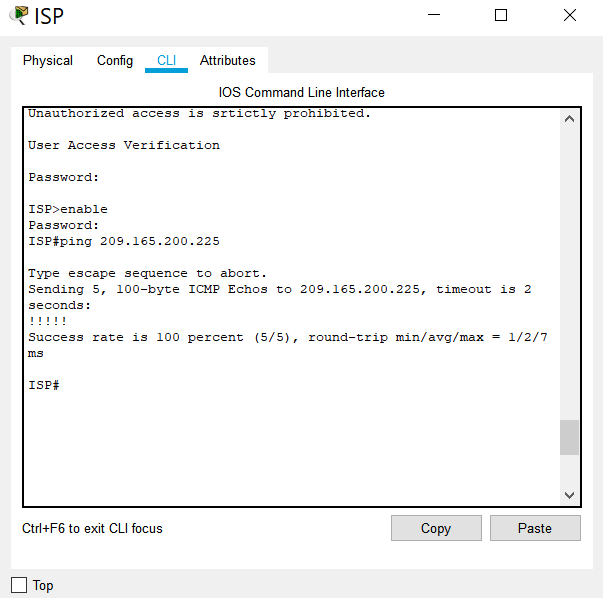 ISP
Physical Config CLI Attributes
IOS Command Line Interface
Unauthorized access is srtictly prohibited.
User Access Verification
Password:
ISP>enable
Password:
ISP#ping 209.165.200.225
Type escape sequence to abort.
Sending 5, 100-byte ICMP Echos to 209.165.200.225, timeout is 2
seconds:
!!!!!
Success rate is 100 percent (5/5), round-trip min/avg/max = 1/2/7
ms
ISP#
Ctrl+F6 to exit CLI focus
Copy Paste
Top